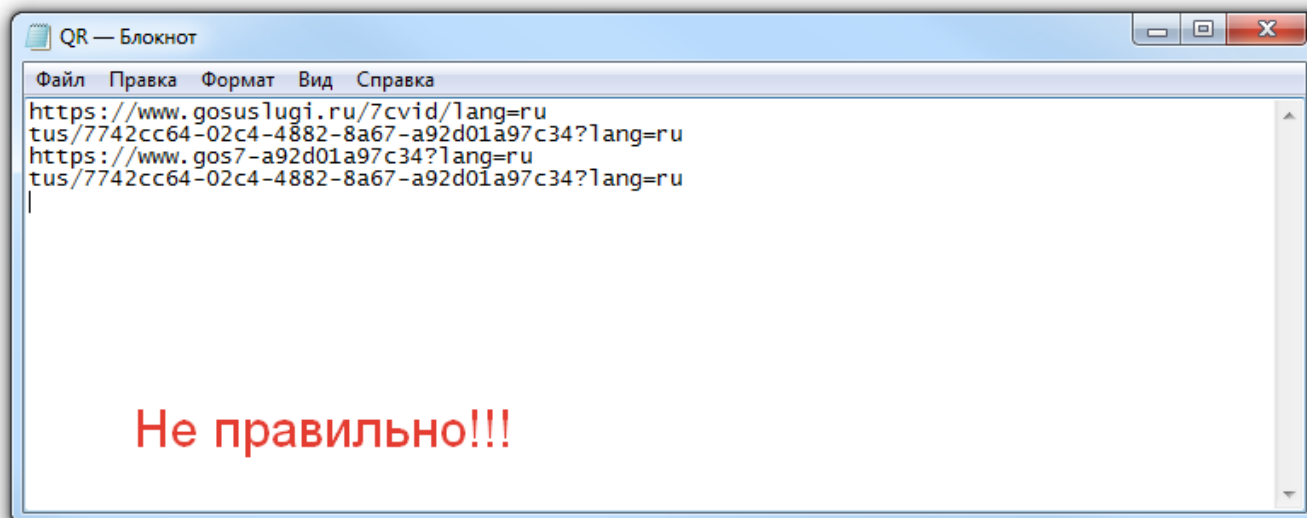 QR — Блокнот
Файл Правка Формат Вид Справка
https://www.gosuslugi.ru/7cvid/lang=ru
tus/7742cc64-02c4-4882-8a67-a92d01a97c34?lang=ru
https://www.gos7-a92d01a97c34?lang=ru
tus/7742cc64-02c4-4882-8a67-a92d01a97c34?lang=ru
Не правильно!!!